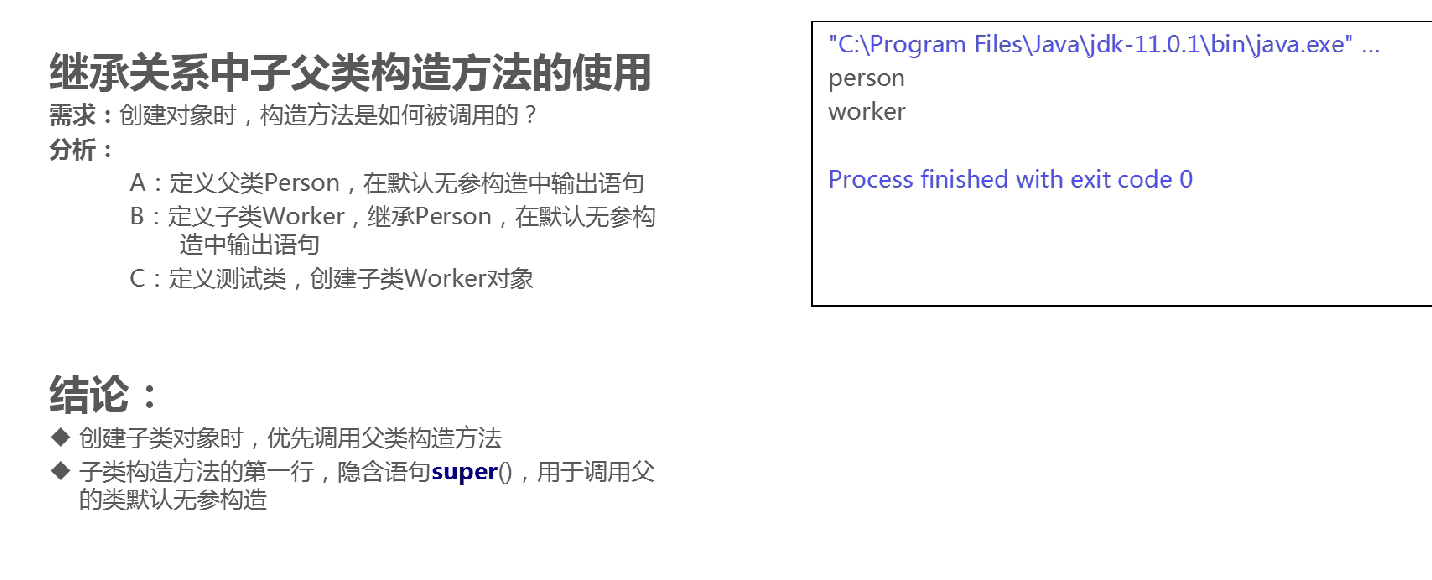 继承关系中子父类构造方法的使用
需求：创建对象时，构造方法是如何被调用的？
分析：
A：定义父类Person，在默认无参构造中输出语句
B：定义子类Worker，继承Person，在默认无参构
造中输出语句
C：定义测试类，创建子类Worker对象
结论：
◆ 创建子类对象时，优先调用父类构造方法
◆ 子类构造方法的第一行，隐含语句super()，用于调用父
的类默认无参构造
"C:\Program Files\Java\jdk-11.0.1\bin\java.exe" ...
person
worker
Process finished with exit code 0